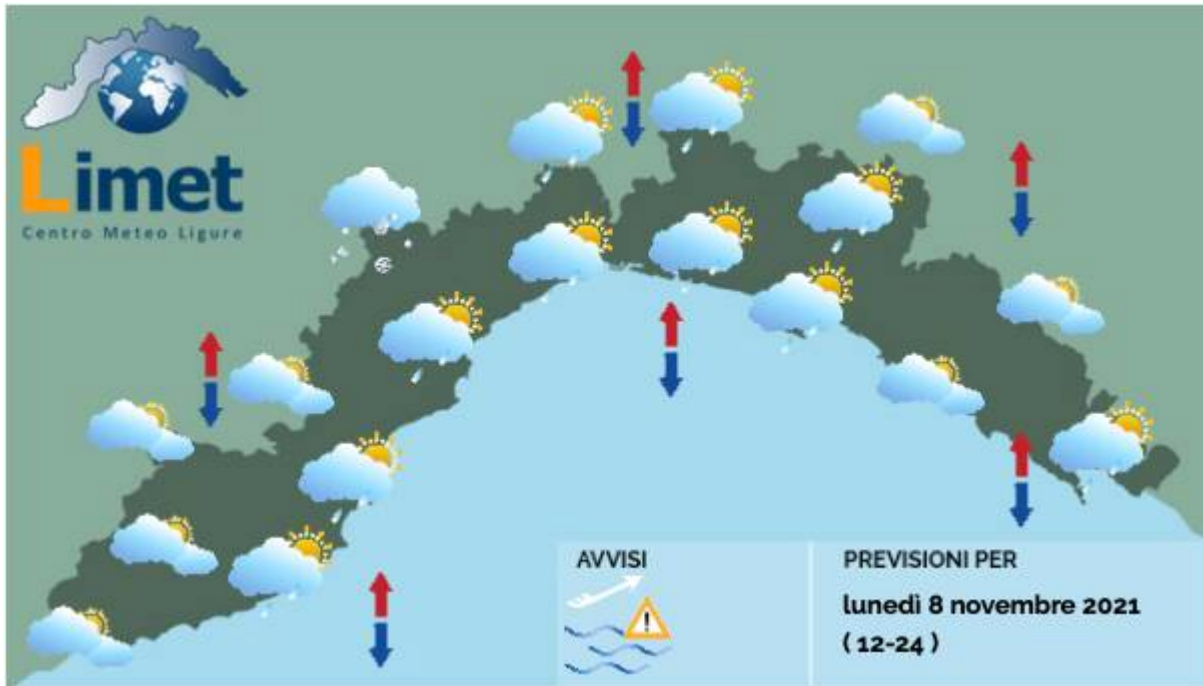 Limet
Centro Meteo Ligure
AVVISI
PREVISIONI PER
lunedì 8 novembre 2021
( 12-24 )